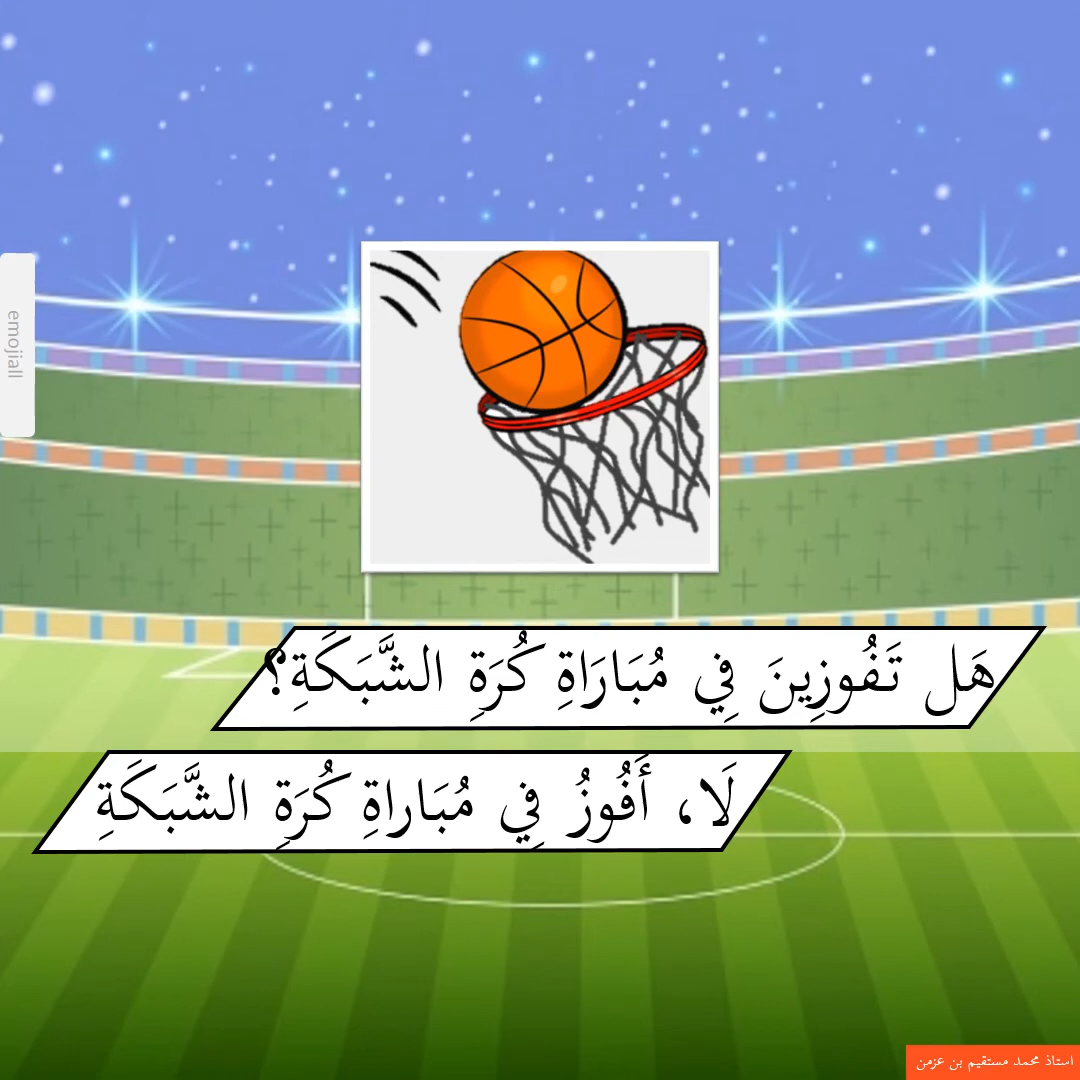 emojiall
هَل تَفُوزِينَ فِي مُبَارَاةِ كُرَةِ الشَّبَكَةِ؟
لَا، أَفُوزُ فِي مُبَاراةِ كُرَةِ الشَّبَكَةِ
استاذ محمد مستقيم بن عزمن